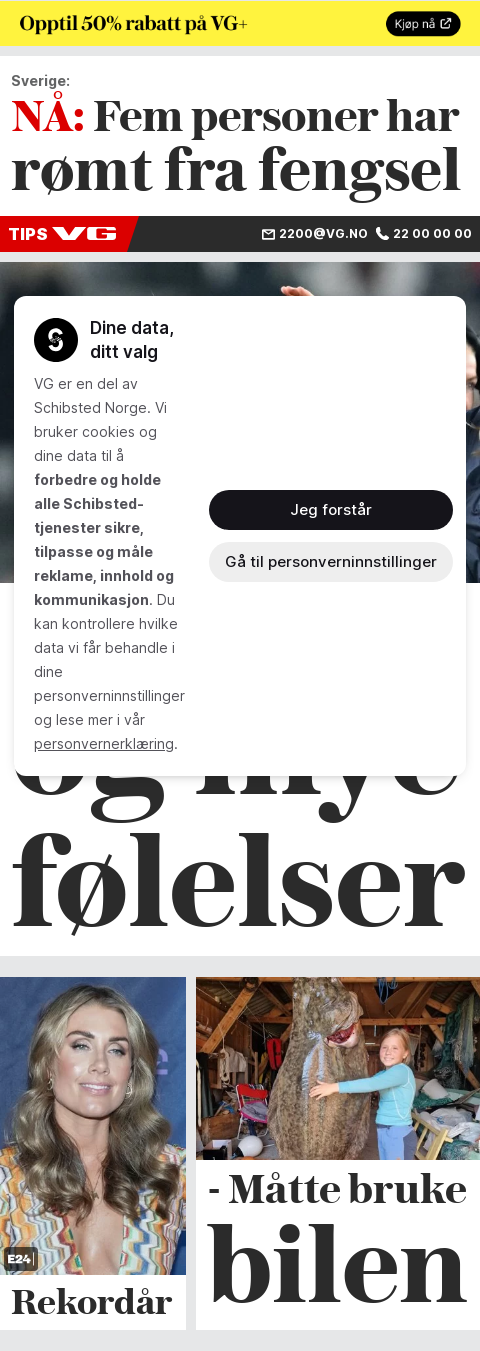 Opptil 50% rabatt på VG+
Kjøp nå
Sverige:
NÅ: Fem personer har
rømt fra fengsel
TIPS VG
2200@VG.NO 22 00 00 00
Dine data,
ditt valg
VG er en del av
Schibsted Norge. Vi
bruker cookies og
dine data til å
forbedre og holde
alle Schibsted-
tjenester sikre,
tilpasse og måle
reklame, innhold og
kommunikasjon. Du
kan kontrollere hvilke
data vi får behandle i
dine
personverninnstillinger
og lese mer i vår
personvernerklæring.
Jeg forstår
Gå til personverninnstillinger
og mye
følelser
E24
Rekordår
- Måtte bruke
bilen